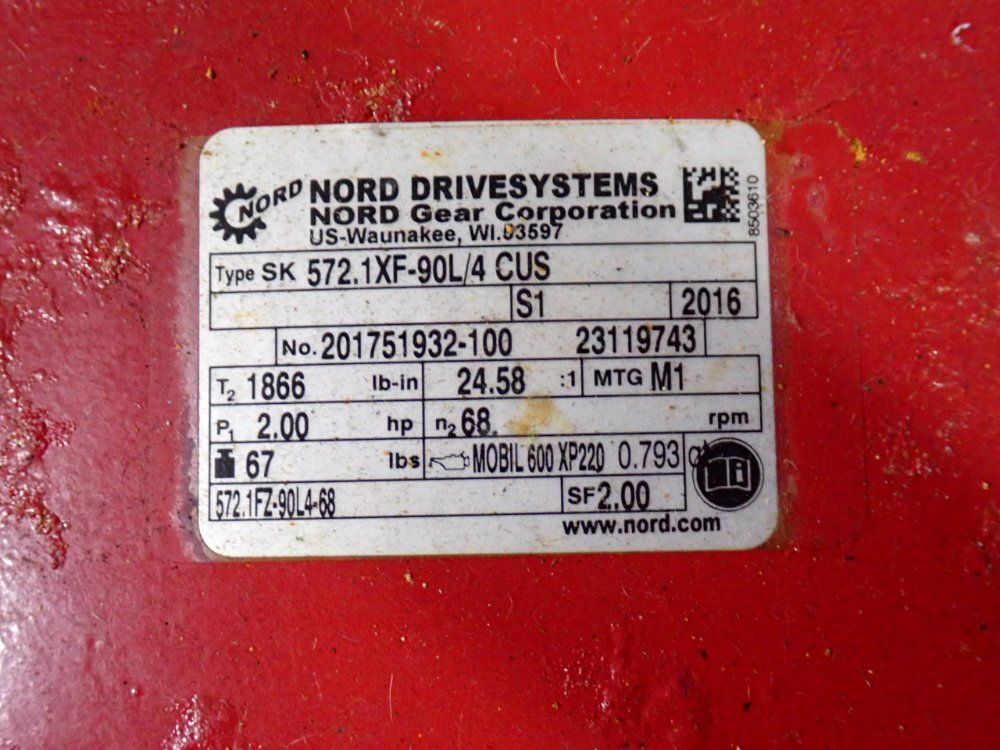 NORD
NORD DRIVESYSTEMS
NORD Gear Corporation
US-Waunakee, WI.53597
8503610
Type SK 572.1XF-90L/4 CUS
S1 2016
No. 201751932-100 23119743
T2 1866 lb-in 24.58 :1 MTG M1
P1 2.00 hp n2 68 rpm
67 lbs MOBIL 600 XP220 0.793
572.1FZ-90L4-68 SF 2.00
www.nord.com